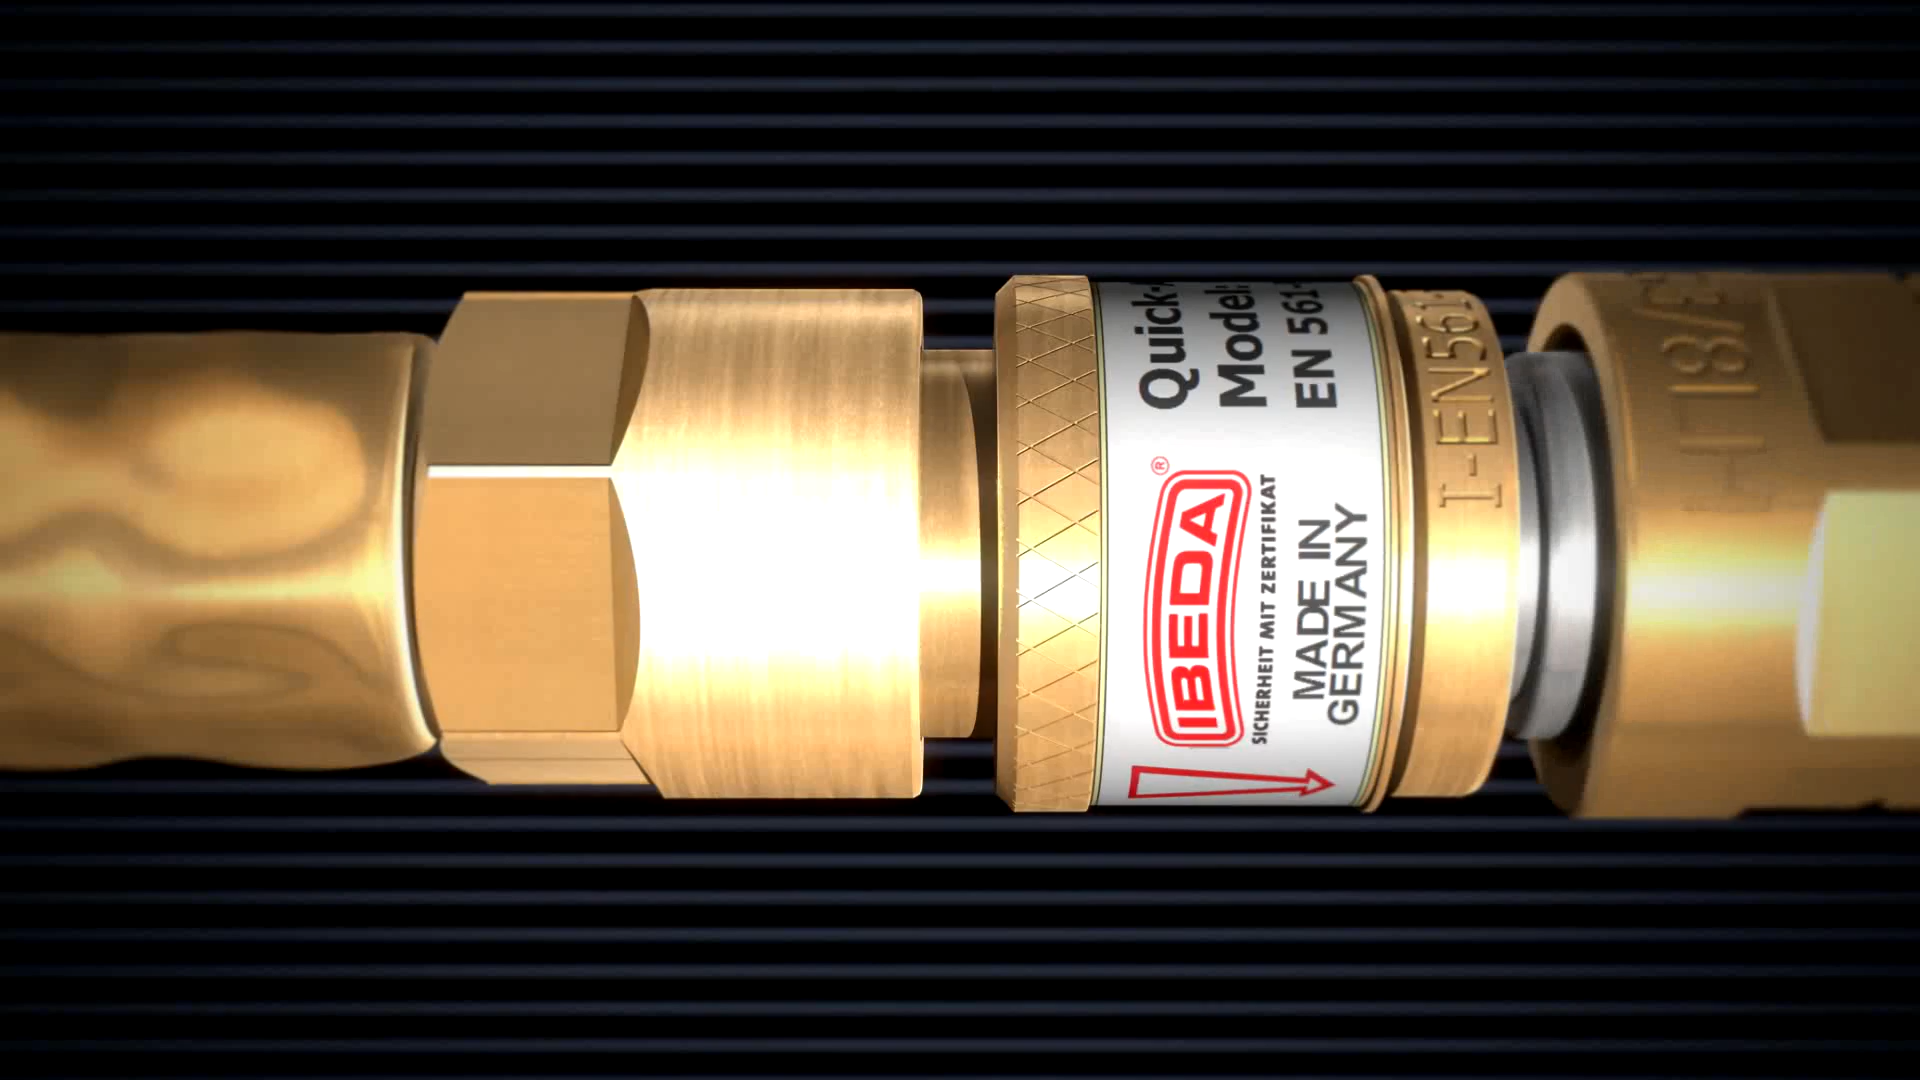 Quick-
Model:
EN 561-
IBEDA®
SICHERHEIT MIT ZERTIFIKAT
MADE IN
GERMANY
I-EN561-